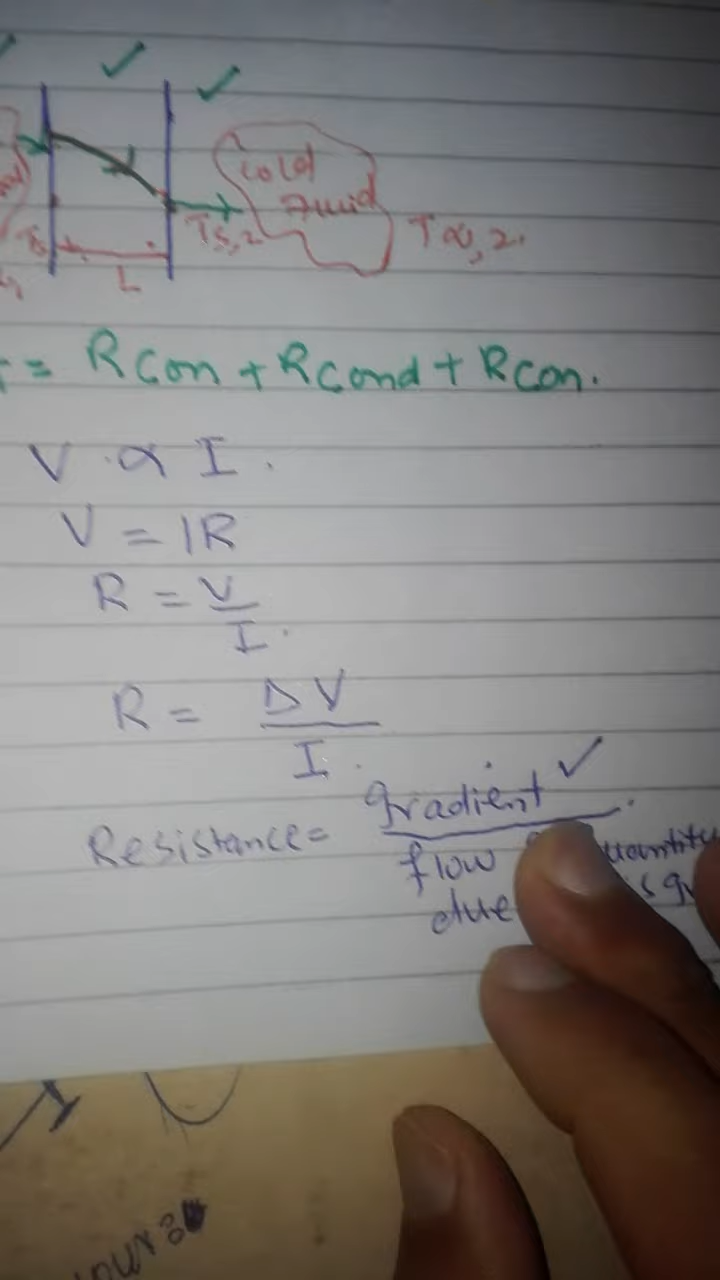 cold
fluid
Ts,2
T∞,2.
L
= Rcon + Rcond + Rcon.
V ∝ I.
V = IR
R = V
I.
R = ΔV
I.
gradient
Resistance =
flow
due